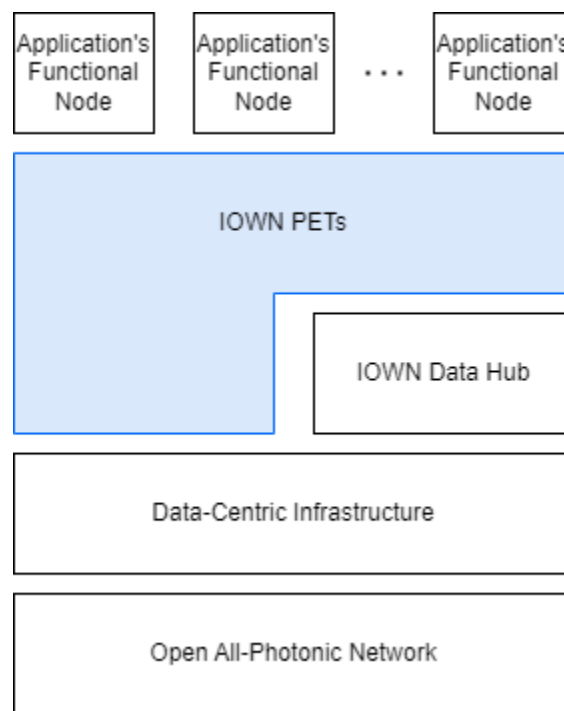 Application's Application's Application's
Functional Functional Functional
Node Node ... Node
IOWN PETs
IOWN Data Hub
Data-Centric Infrastructure
Open All-Photonic Network